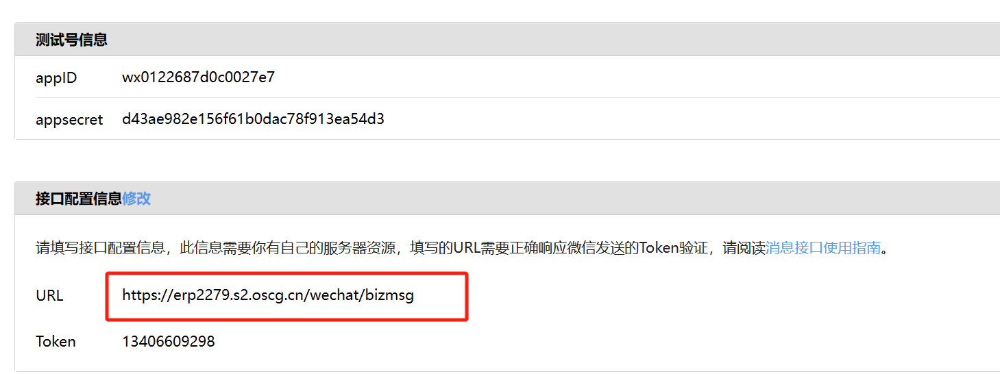 测试号信息
appID wx0122687d0c0027e7
appsecret d43ae982e156f61b0dac78f913ea54d3
接口配置信息修改
请填写接口配置信息，此信息需要你有自己的服务器资源，填写的URL需要正确响应微信发送的Token验证，请阅读消息接口使用指南。
URL https://erp2279.s2.oscg.cn/wechat/bizmsg
Token 13406609298